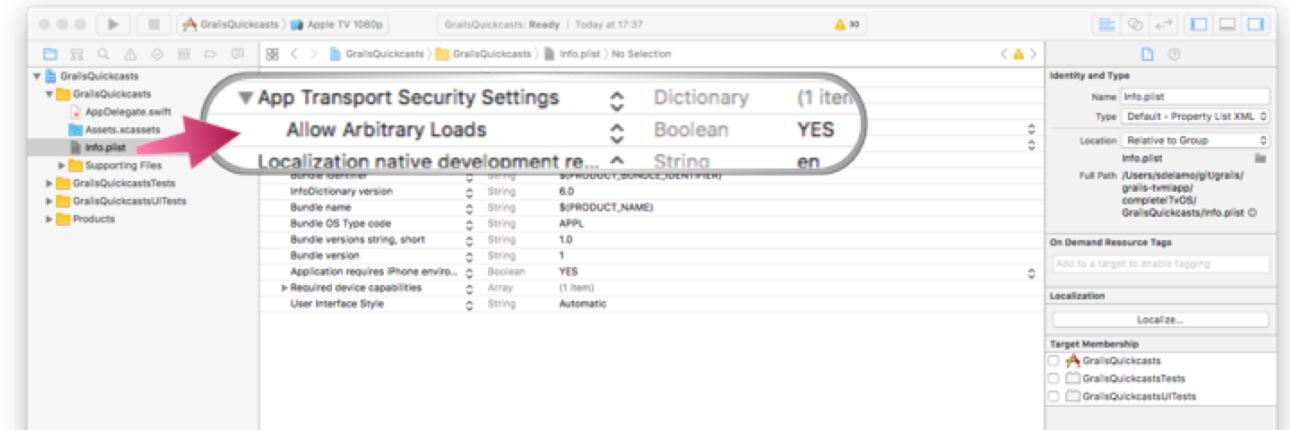 GrailsQuickcasts Apple TV 1080p GrailsQuickcasts: Ready | Today at 17:37 30
GrailsQuickcasts GrailsQuickcasts Info.plist No Selection
GrailsQuickcasts
GrailsQuickcasts
AppDelegate.swift
Assets.xcassets
Info.plist
Supporting Files
GrailsQuickcastsTests
GrailsQuickcastsUITests
Products
App Transport Security Settings Dictionary (1 item
Allow Arbitrary Loads Boolean YES
Localization native development re... String en
Bundle identifier String $(PRODUCT_BUNDLE_IDENTIFIER)
InfoDictionary version String 6.0
Bundle name String $(PRODUCT_NAME)
Bundle OS Type code String APPL
Bundle versions string, short String 1.0
Bundle version String 1
Application requires iPhone enviro... Boolean YES
Required device capabilities Array (1 item)
User Interface Style String Automatic
Identity and Type
Name Info.plist
Type Default - Property List XML
Location Relative to Group
Info.plist
Full Path /Users/sdelamo/git/grails/
grails-tvmlapp/
complete/TvOS/
GrailsQuickcasts/Info.plist
On Demand Resource Tags
Add to a target to enable tagging
Localization
Localize...
Target Membership
GrailsQuickcasts
GrailsQuickcastsTests
GrailsQuickcastsUITests